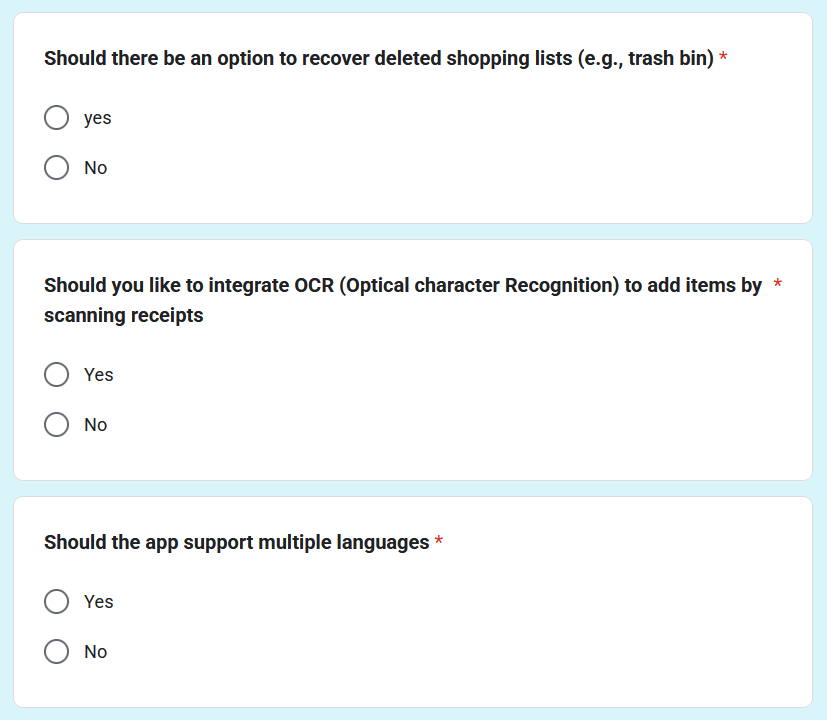 Should there be an option to recover deleted shopping lists (e.g., trash bin) *
yes
No
Should you like to integrate OCR (Optical character Recognition) to add items by *
scanning receipts
Yes
No
Should the app support multiple languages *
Yes
No